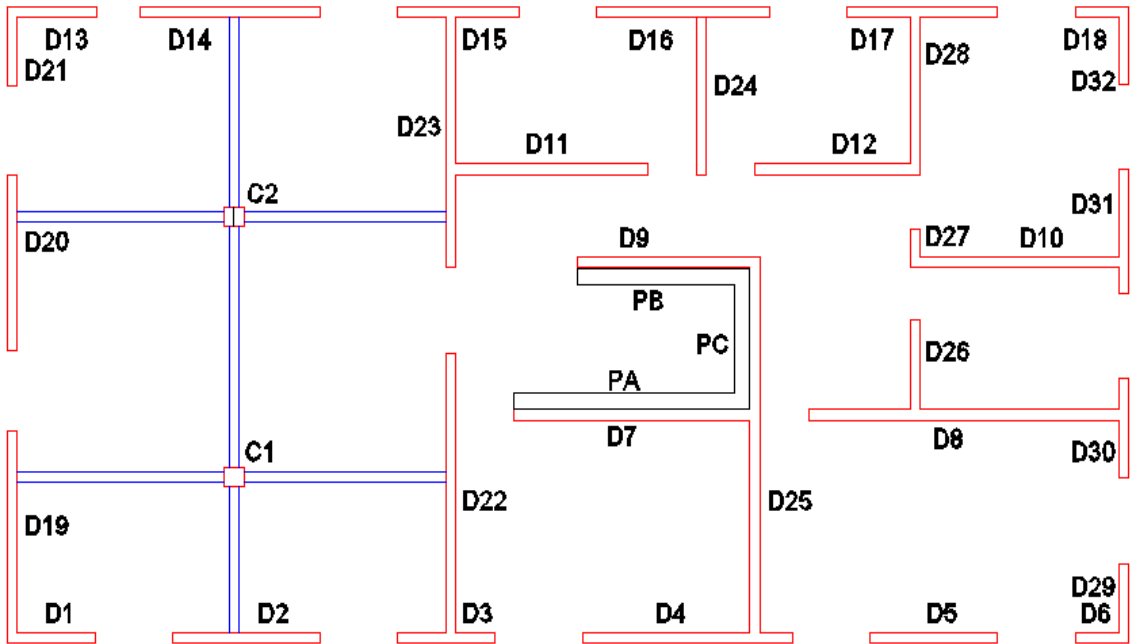 D13 D14 D15 D16 D17 D28 D18
D21 D24 D32
D23 D11 D12
C2 D31
D20 D9 D27 D10
PB
PC D26
PA
D7 D8
C1 D30
D19 D22 D25
D29
D1 D2 D3 D4 D5 D6